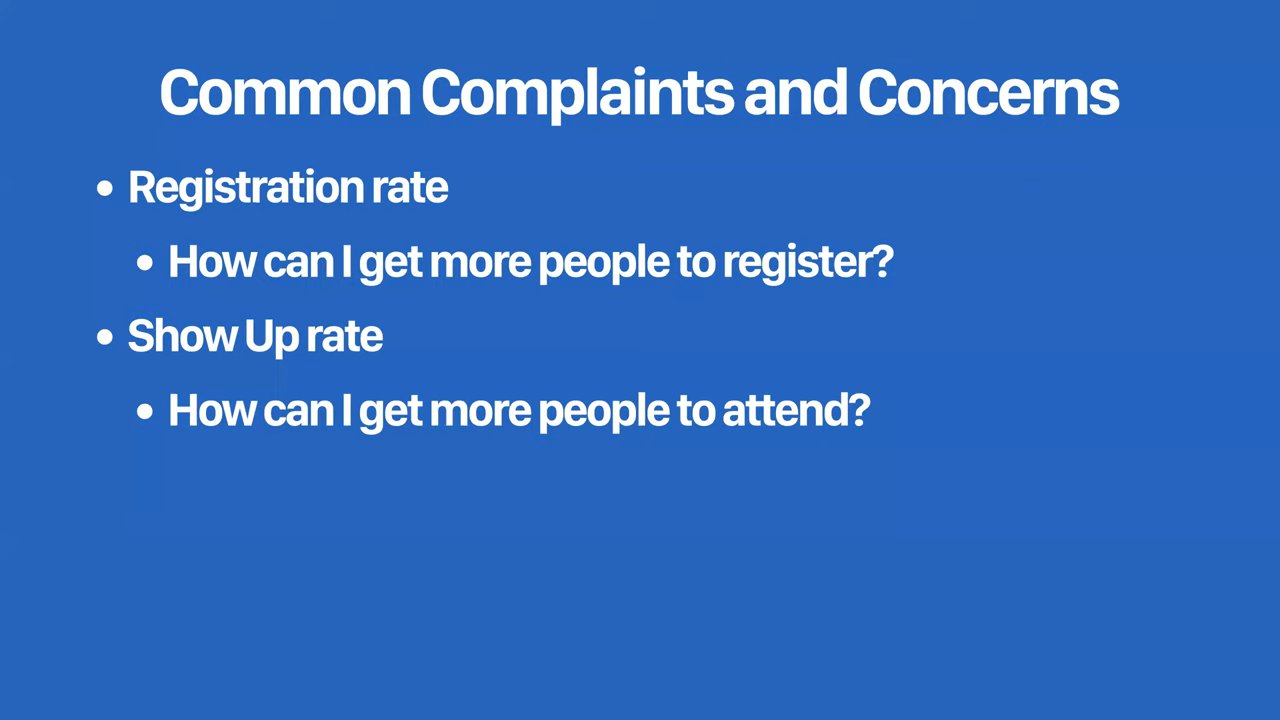 Common Complaints and Concerns
• Registration rate
• How can I get more people to register?
• Show Up rate
• How can I get more people to attend?